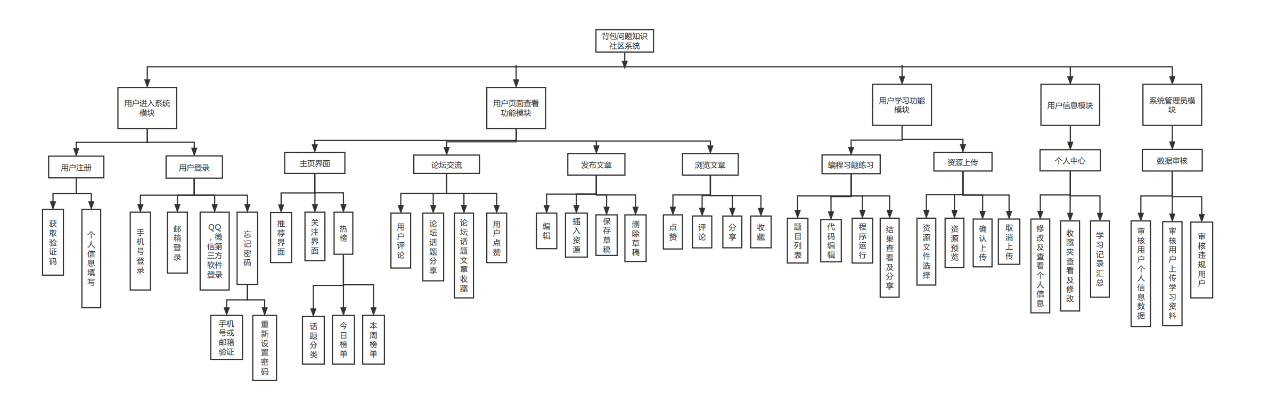 背包问题知识
社区系统
用户进入系统
模块
用户页面查看
功能模块
用户学习功能
模块
用户信息模块
系统管理员模
块
用户注册
用户登录
主页界面
论坛交流
发布文章
浏览文章
编程习题练习
资源上传
个人中心
数据审核
获取验证码
个人信息填写
手机号登录
邮箱登录
QQ
，微
信第
三方
软件
登录
忘记密码
推荐界面
关注界面
热榜
用户评论
论坛话题分享
论坛话题文章收藏
用户点赞
编辑
插入资源
保存草稿
删除草稿
点赞
评论
分享
收藏
题目列表
代码编辑
程序运行
结果查看及分享
资源文件选择
资源预览
确认上传
取消上传
修改及查看个人信息
收藏夹查看及修改
学习记录汇总
审核用户个人信息数据
审核用户上传学习资料
审核违规用户
手机
号或
邮箱
验证
重新设置密码
话题分类
今日榜单
本周榜单